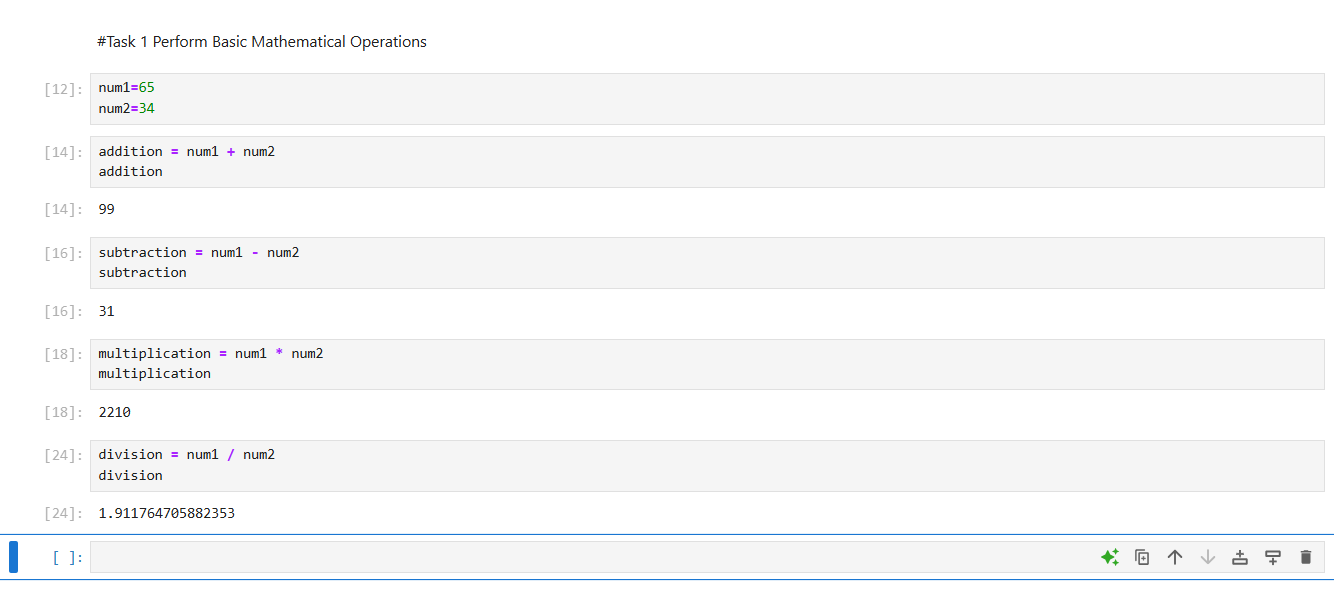 #Task 1 Perform Basic Mathematical Operations
[12]: num1=65
num2=34
[14]: addition = num1 + num2
addition
[14]: 99
[16]: subtraction = num1 - num2
subtraction
[16]: 31
[18]: multiplication = num1 * num2
multiplication
[18]: 2210
[24]: division = num1 / num2
division
[24]: 1.911764705882353
[ ]: